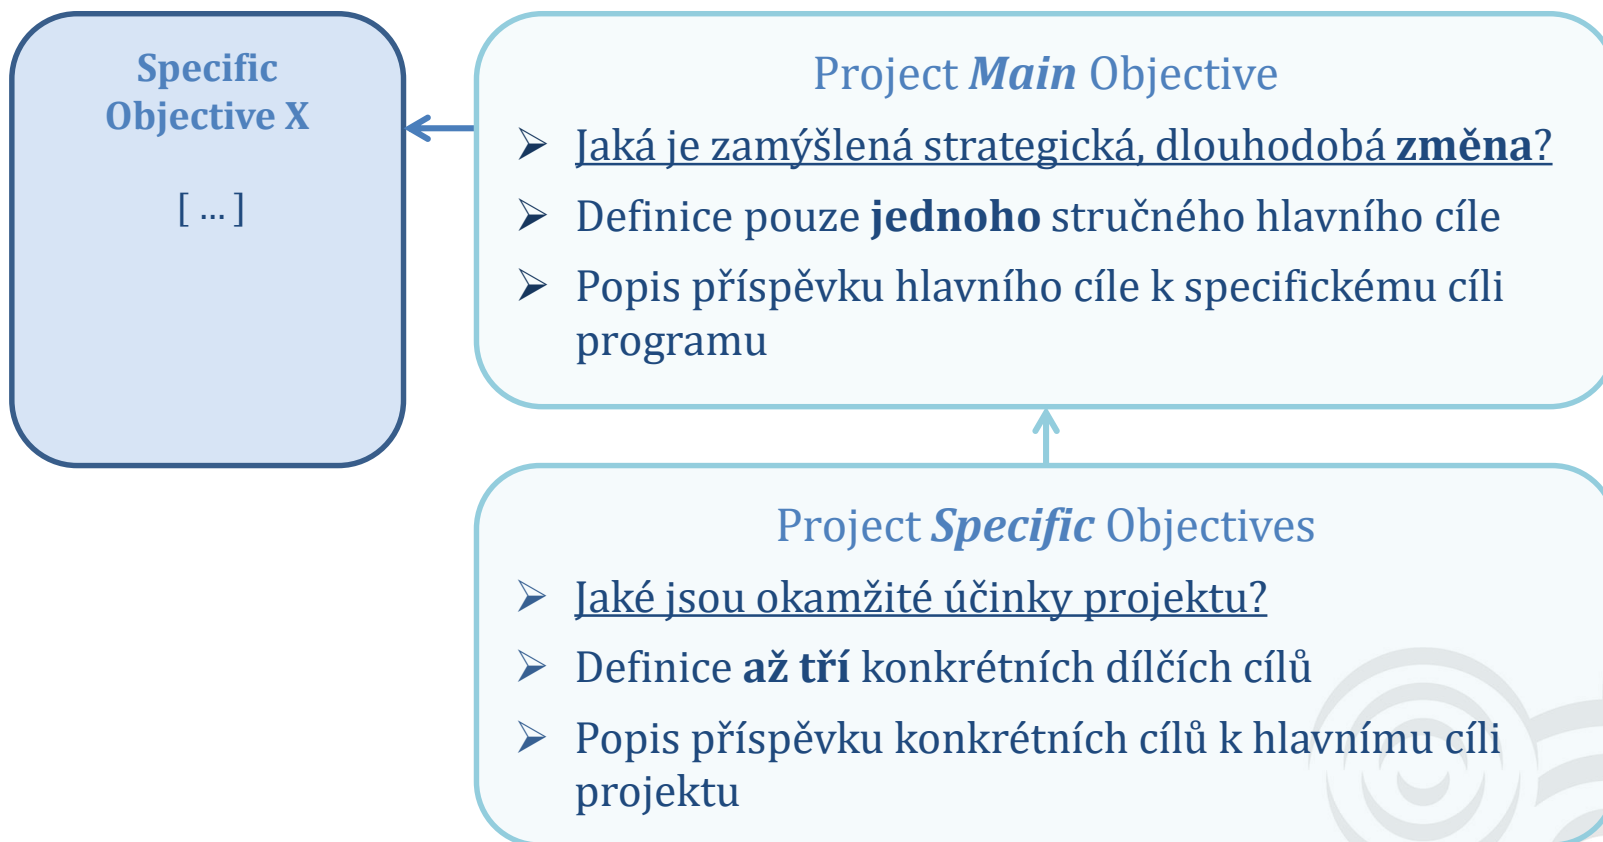 Specific
Objective X
[ ... ]
Project Main Objective
➢ Jaká je zamýšlená strategická, dlouhodobá změna?
➢ Definice pouze jednoho stručného hlavního cíle
➢ Popis příspěvku hlavního cíle k specifickému cíli
programu
Project Specific Objectives
➢ Jaké jsou okamžité účinky projektu?
➢ Definice až tří konkrétních dílčích cílů
➢ Popis příspěvku konkrétních cílů k hlavnímu cíli
projektu